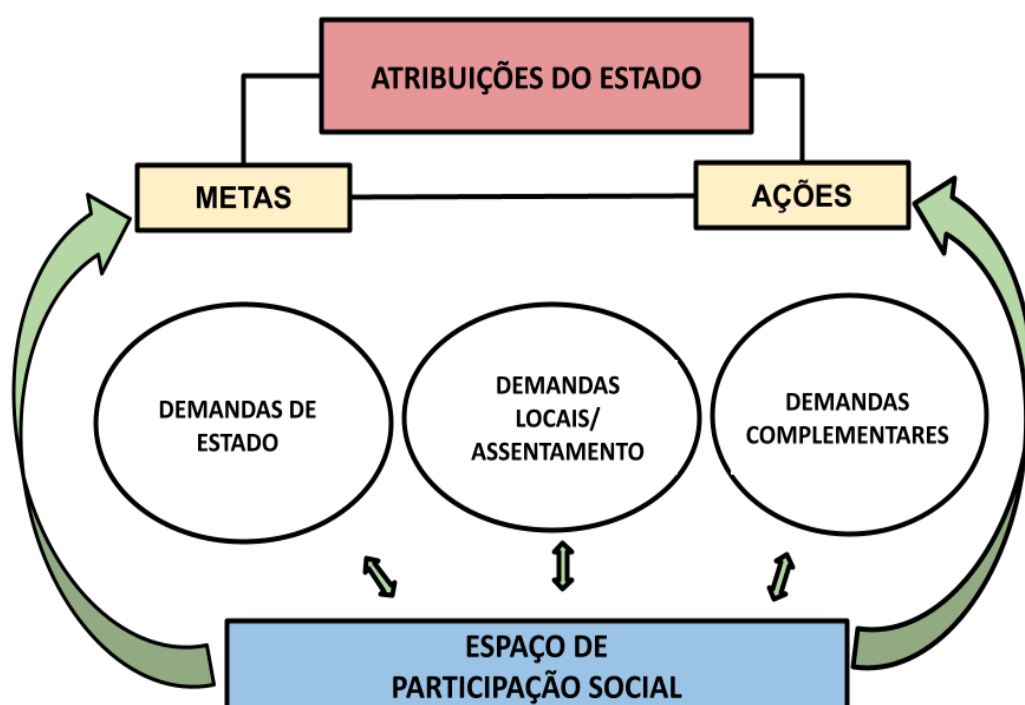 ATRIBUIÇÕES DO ESTADO
METAS
AÇÕES
DEMANDAS DE
ESTADO
DEMANDAS
LOCAIS/
ASSENTAMENTO
DEMANDAS
COMPLEMENTARES
ESPAÇO DE
PARTICIPAÇÃO SOCIAL